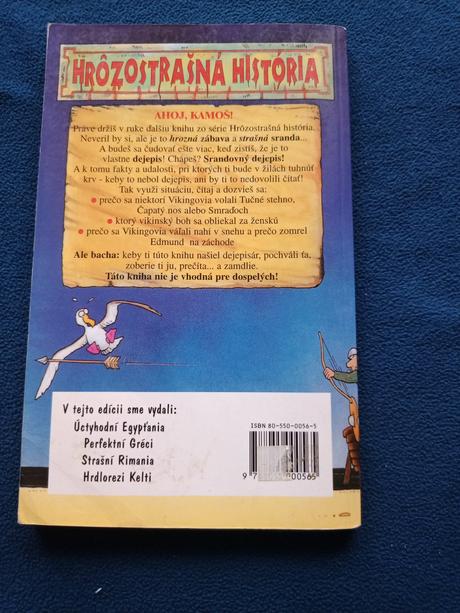 HRÔZOSTRAŠNÁ HISTÓRIA
AHOJ, KAMOŠ!
Práve držíš v ruke ďalšiu knihu zo série Hrôzostrašná história.
Neveril by si, ale je to hrozná zábava a strašná sranda...
A budeš sa čudovať ešte viac, keď zistíš, že je to
vlastne dejepis! Chápeš? Srandovný dejepis!
A k tomu fakty a udalosti, pri ktorých ti bude v žilách tuhnúť
krv - keby to nebol dejepis, ani by ti to nedovolili čítať!
Tak využi situáciu, čítaj a dozvieš sa:
• prečo sa niektorí Vikingovia volali Tučné stehno,
Čapatý nos alebo Smraďoch
• ktorý vikinský boh sa obliekal za ženskú
• prečo sa Vikingovia váľali nahí v snehu a prečo zomrel
Edmund na záchode
Ale bacha: keby ti túto knihu našiel dejepisár, pochváli ťa,
zoberie ti ju, prečíta... a zamdlie.
Táto kniha nie je vhodná pre dospelých!
V tejto edícii sme vydali:
Úctyhodní Egypťania
Perfektní Gréci
Strašní Rimania
Hrdlorezi Kelti
ISBN 80-550-0056-5